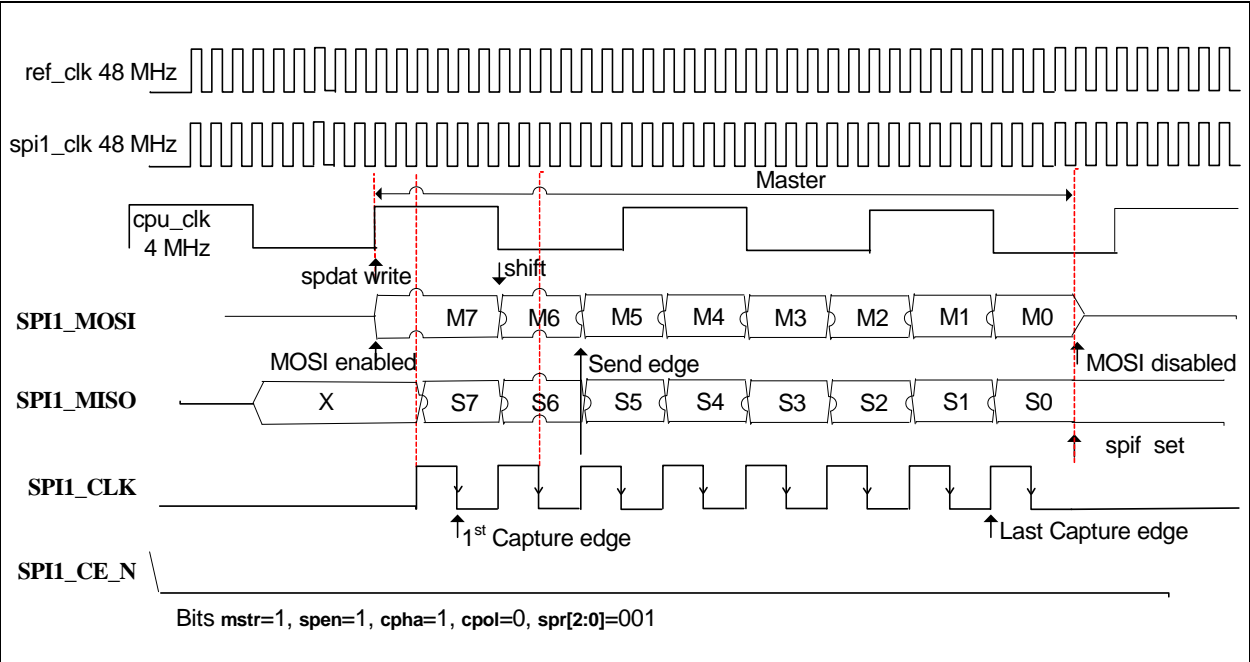 ref_clk 48 MHz
spi1_clk 48 MHz
Master
cpu_clk
4 MHz
spdat write
shift
SPI1_MOSI
M7 M6 M5 M4 M3 M2 M1 M0
MOSI enabled
Send edge
MOSI disabled
SPI1_MISO
X S7 S6 S5 S4 S3 S2 S1 S0
spif set
SPI1_CLK
1st Capture edge
Last Capture edge
SPI1_CE_N
Bits mstr=1, spen=1, cpha=1, cpol=0, spr[2:0]=001